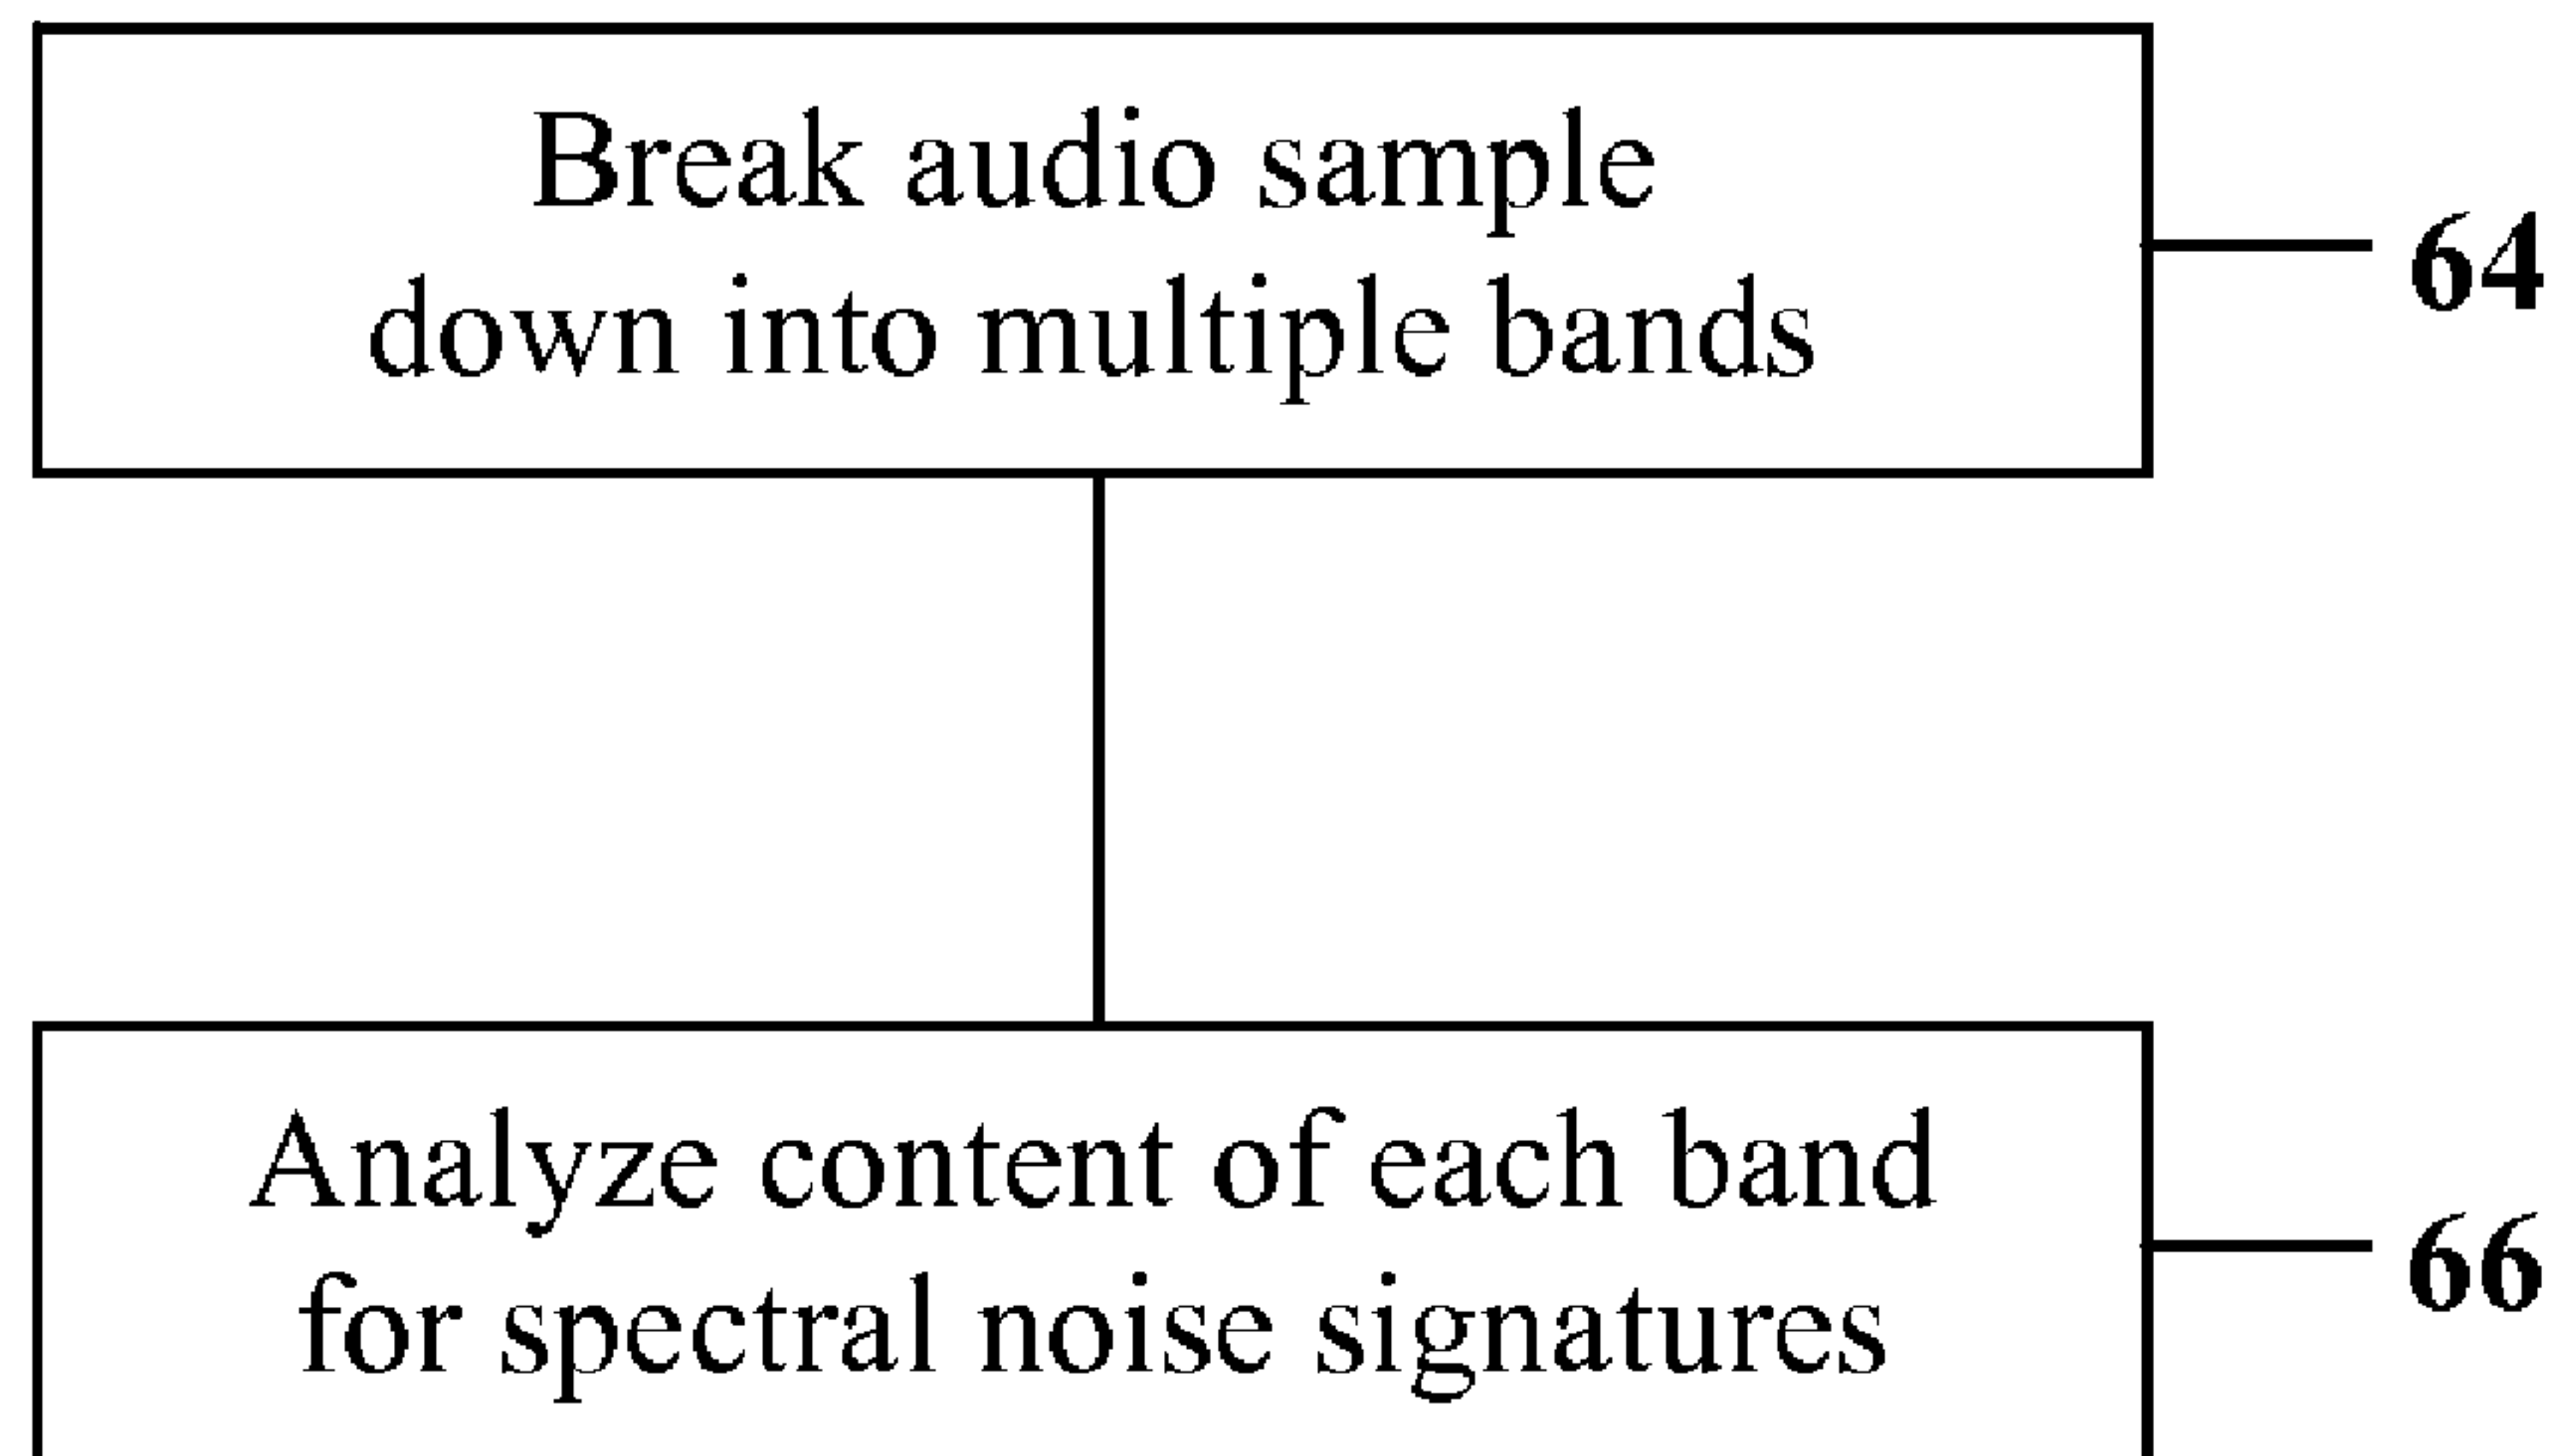 Break audio sample
down into multiple bands
64
Analyze content of each band
for spectral noise signatures
66